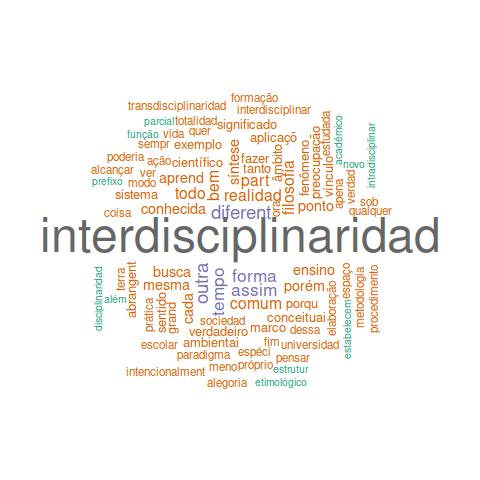 formação
transdisciplinaridad interdisciplinar
parcial totalidad significado
função vida quer aplicaçõ
sempr exemplo síntese âmbito fenômeno preocupação vínculo estudada acadêmico intradisciplinar
poderia ação científico fazer
alcançar ver bem tanto filosofia apena verdad novo
prefixo modo aprend part
sistema todo realidad ora sob
coisa conhecida diferent ponto qualquer
interdisciplinaridad
disciplinaridad terra abrangent busca outra tempo forma ensino espaço metodologia procedimento
mesma assim porém
além prática sentido grand cada comum porqu elaboração estabelecem
sociedad conceituai
verdadeiro marco dessa
escolar ambientai fim universidad
paradigma espéci pensar
intencionalment meno próprio estrutur
alegoria etimológico